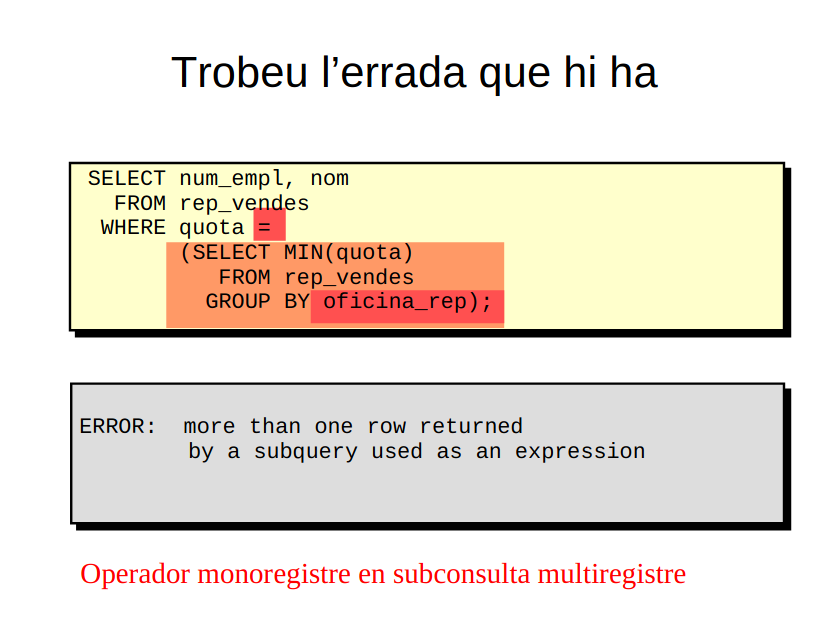 Trobeu l’errada que hi ha
SELECT num_empl, nom
FROM rep_vendes
WHERE quota =
(SELECT MIN(quota)
FROM rep_vendes
GROUP BY oficina_rep);
ERROR:  more than one row returned
by a subquery used as an expression
Operador monoregistre en subconsulta multiregistre